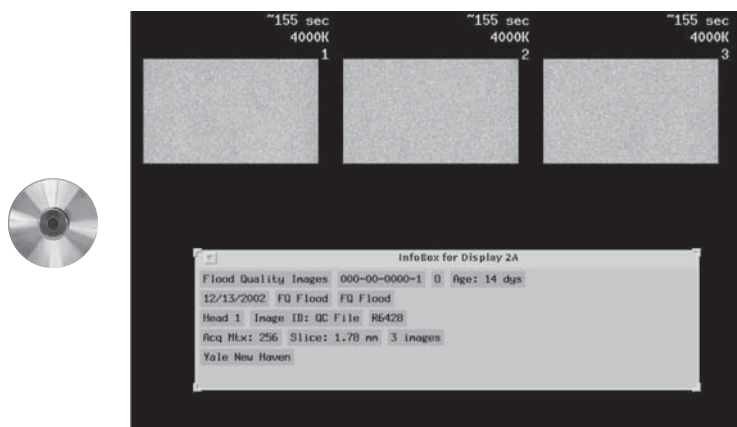 ~155 sec ~155 sec ~155 sec
4000K 4000K 4000K
1 2 3
InfoBox for Display 2A
Flood Quality Images 000-00-0000-1 O Age: 14 dys
12/13/2002 FQ Flood FQ Flood
Head 1 Image ID: QC File R6428
Acq Mtx: 256 Slice: 1.78 mm 3 images
Yale New Haven